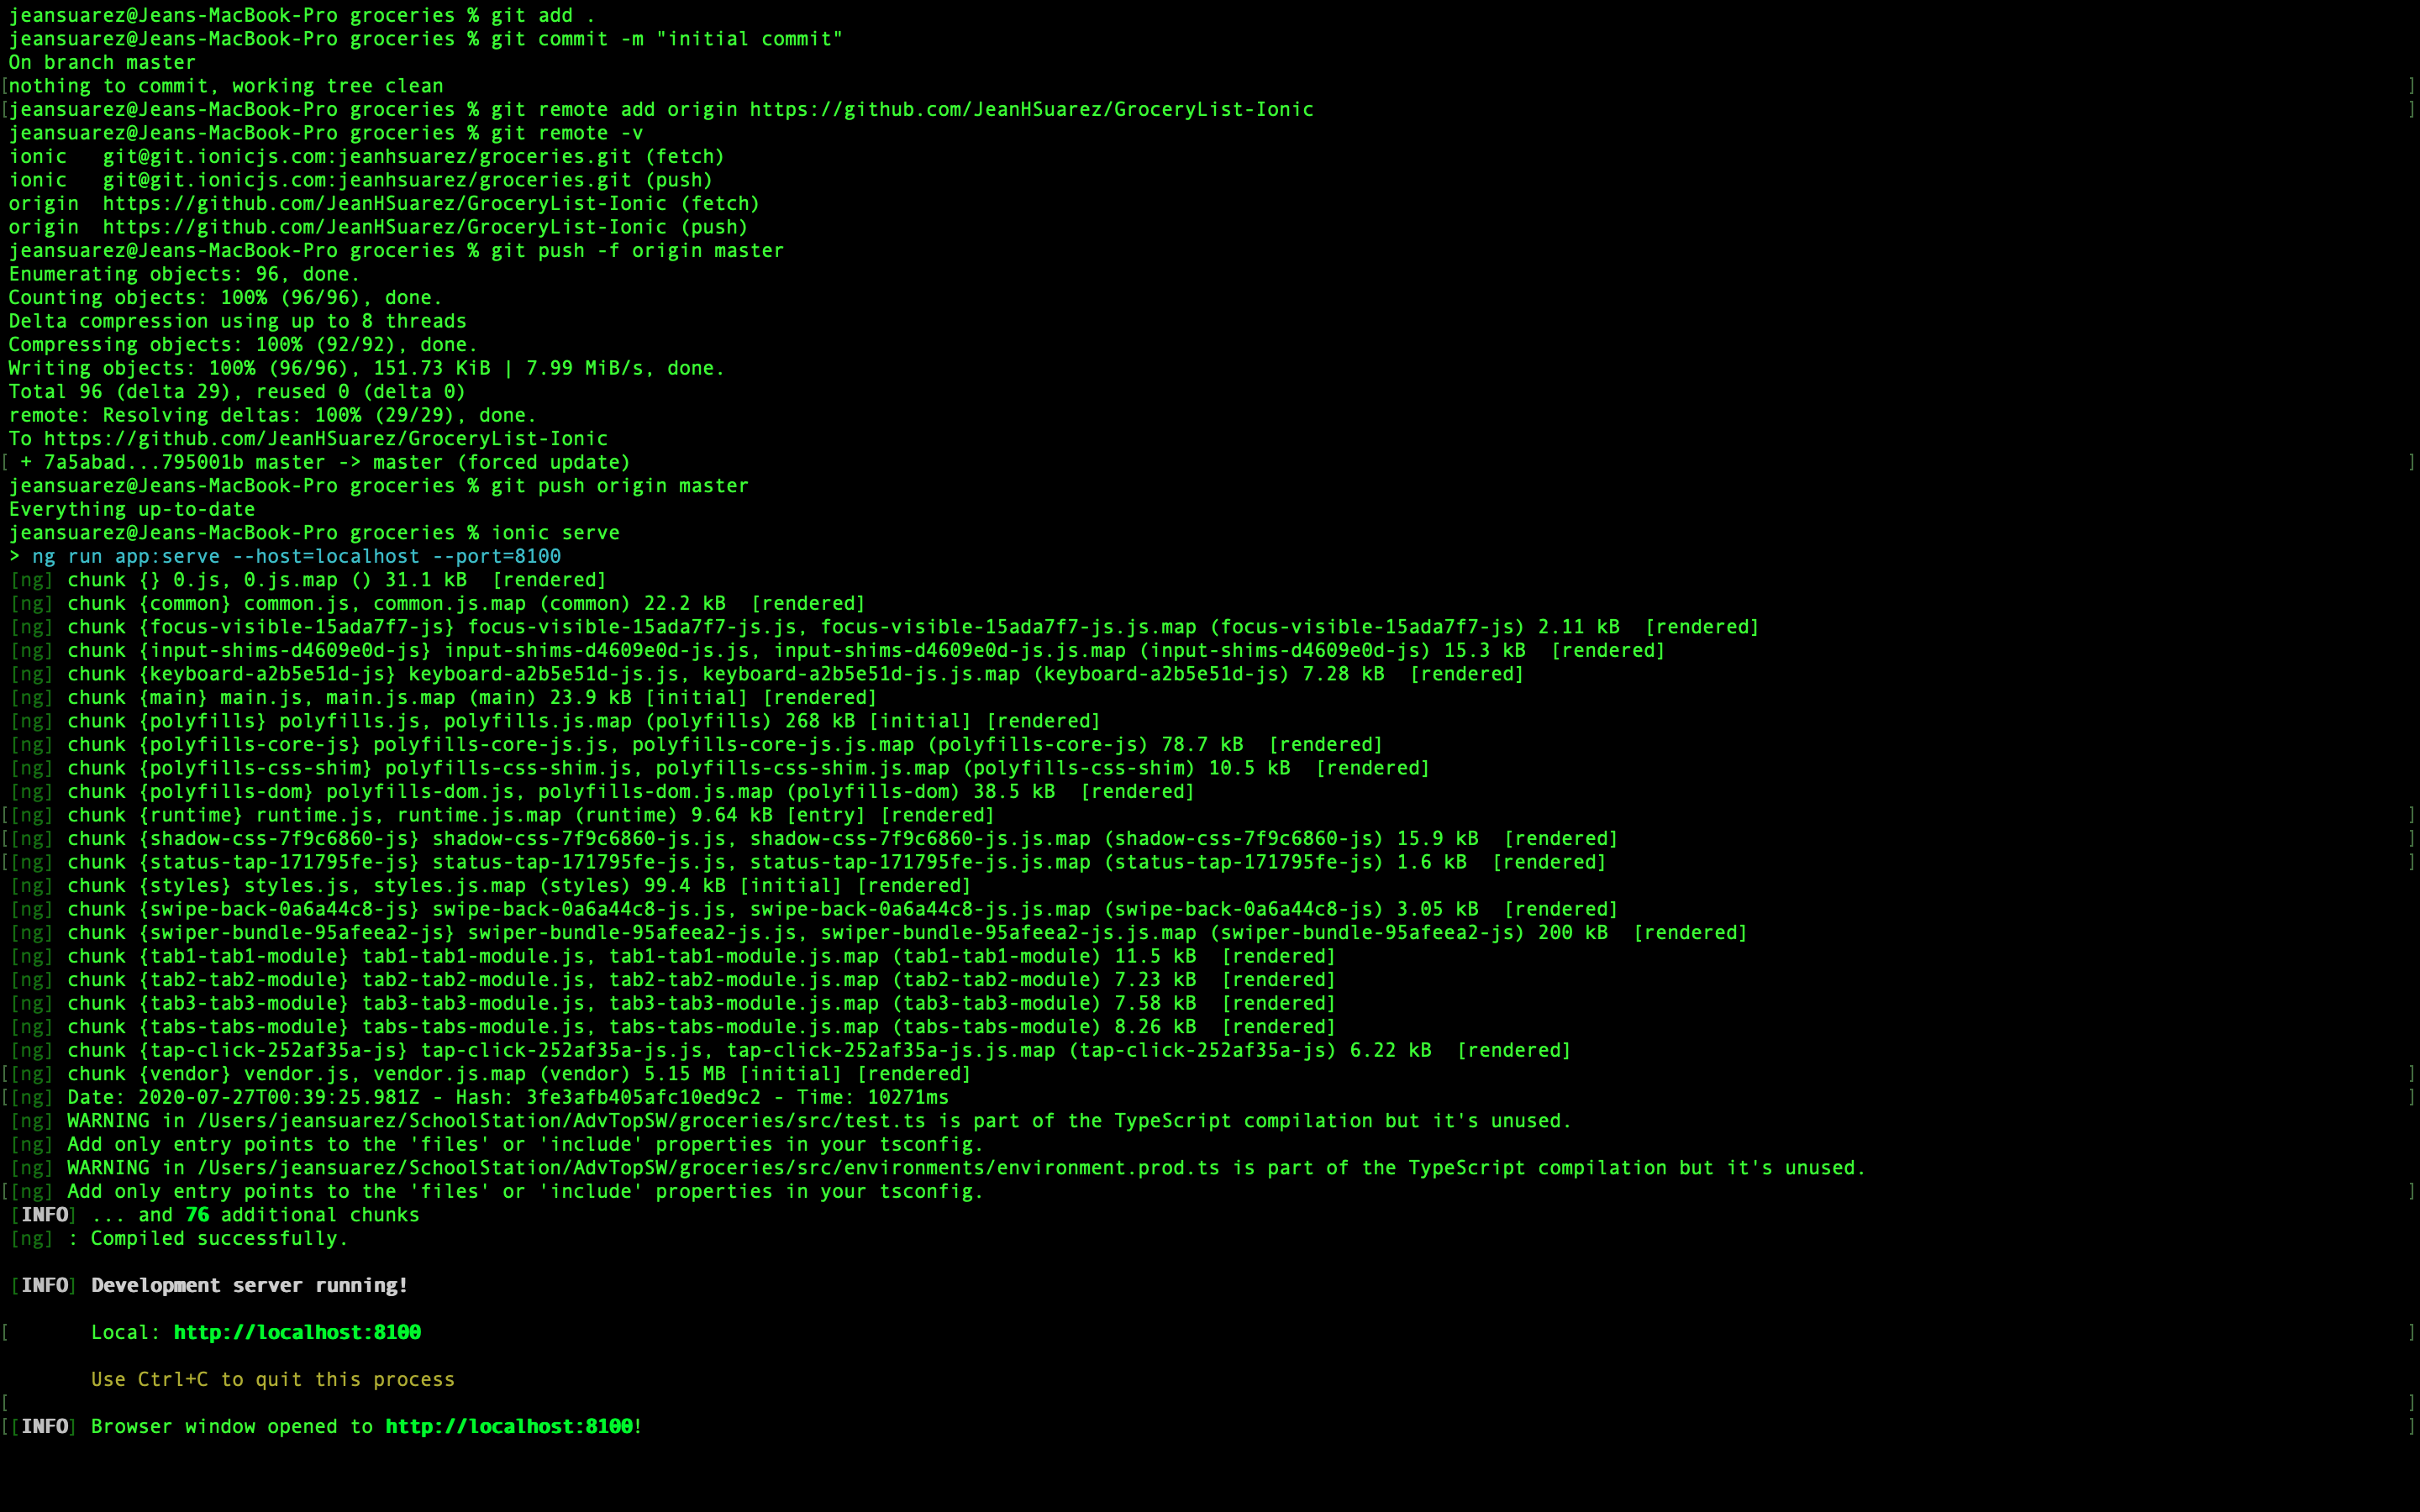 jeansuarez@Jeans-MacBook-Pro groceries % git add .
jeansuarez@Jeans-MacBook-Pro groceries % git commit -m "initial commit"
On branch master
[nothing to commit, working tree clean ]
[jeansuarez@Jeans-MacBook-Pro groceries % git remote add origin https://github.com/JeanHSuarez/GroceryList-Ionic ]
jeansuarez@Jeans-MacBook-Pro groceries % git remote -v
ionic	git@git.ionicjs.com:jeanhsuarez/groceries.git (fetch)
ionic	git@git.ionicjs.com:jeanhsuarez/groceries.git (push)
origin	https://github.com/JeanHSuarez/GroceryList-Ionic (fetch)
origin	https://github.com/JeanHSuarez/GroceryList-Ionic (push)
jeansuarez@Jeans-MacBook-Pro groceries % git push -f origin master
Enumerating objects: 96, done.
Counting objects: 100% (96/96), done.
Delta compression using up to 8 threads
Compressing objects: 100% (92/92), done.
Writing objects: 100% (96/96), 151.73 KiB | 7.99 MiB/s, done.
Total 96 (delta 29), reused 0 (delta 0)
remote: Resolving deltas: 100% (29/29), done.
To https://github.com/JeanHSuarez/GroceryList-Ionic
[ + 7a5abad...795001b master -> master (forced update) ]
jeansuarez@Jeans-MacBook-Pro groceries % git push origin master
Everything up-to-date
jeansuarez@Jeans-MacBook-Pro groceries % ionic serve
> ng run app:serve --host=localhost --port=8100
[ng] chunk {} 0.js, 0.js.map () 31.1 kB  [rendered]
[ng] chunk {common} common.js, common.js.map (common) 22.2 kB  [rendered]
[ng] chunk {focus-visible-15ada7f7-js} focus-visible-15ada7f7-js.js, focus-visible-15ada7f7-js.js.map (focus-visible-15ada7f7-js) 2.11 kB  [rendered]
[ng] chunk {input-shims-d4609e0d-js} input-shims-d4609e0d-js.js, input-shims-d4609e0d-js.js.map (input-shims-d4609e0d-js) 15.3 kB  [rendered]
[ng] chunk {keyboard-a2b5e51d-js} keyboard-a2b5e51d-js.js, keyboard-a2b5e51d-js.js.map (keyboard-a2b5e51d-js) 7.28 kB  [rendered]
[ng] chunk {main} main.js, main.js.map (main) 23.9 kB [initial] [rendered]
[ng] chunk {polyfills} polyfills.js, polyfills.js.map (polyfills) 268 kB [initial] [rendered]
[ng] chunk {polyfills-core-js} polyfills-core-js.js, polyfills-core-js.js.map (polyfills-core-js) 78.7 kB  [rendered]
[ng] chunk {polyfills-css-shim} polyfills-css-shim.js, polyfills-css-shim.js.map (polyfills-css-shim) 10.5 kB  [rendered]
[ng] chunk {polyfills-dom} polyfills-dom.js, polyfills-dom.js.map (polyfills-dom) 38.5 kB  [rendered]
[[ng] chunk {runtime} runtime.js, runtime.js.map (runtime) 9.64 kB [entry] [rendered] ]
[[ng] chunk {shadow-css-7f9c6860-js} shadow-css-7f9c6860-js.js, shadow-css-7f9c6860-js.js.map (shadow-css-7f9c6860-js) 15.9 kB  [rendered] ]
[[ng] chunk {status-tap-171795fe-js} status-tap-171795fe-js.js, status-tap-171795fe-js.js.map (status-tap-171795fe-js) 1.6 kB  [rendered] ]
[ng] chunk {styles} styles.js, styles.js.map (styles) 99.4 kB [initial] [rendered]
[ng] chunk {swipe-back-0a6a44c8-js} swipe-back-0a6a44c8-js.js, swipe-back-0a6a44c8-js.js.map (swipe-back-0a6a44c8-js) 3.05 kB  [rendered]
[ng] chunk {swiper-bundle-95afeea2-js} swiper-bundle-95afeea2-js.js, swiper-bundle-95afeea2-js.js.map (swiper-bundle-95afeea2-js) 200 kB  [rendered]
[ng] chunk {tab1-tab1-module} tab1-tab1-module.js, tab1-tab1-module.js.map (tab1-tab1-module) 11.5 kB  [rendered]
[ng] chunk {tab2-tab2-module} tab2-tab2-module.js, tab2-tab2-module.js.map (tab2-tab2-module) 7.23 kB  [rendered]
[ng] chunk {tab3-tab3-module} tab3-tab3-module.js, tab3-tab3-module.js.map (tab3-tab3-module) 7.58 kB  [rendered]
[ng] chunk {tabs-tabs-module} tabs-tabs-module.js, tabs-tabs-module.js.map (tabs-tabs-module) 8.26 kB  [rendered]
[ng] chunk {tap-click-252af35a-js} tap-click-252af35a-js.js, tap-click-252af35a-js.js.map (tap-click-252af35a-js) 6.22 kB  [rendered]
[[ng] chunk {vendor} vendor.js, vendor.js.map (vendor) 5.15 MB [initial] [rendered] ]
[[ng] Date: 2020-07-27T00:39:25.981Z - Hash: 3fe3afb405afc10ed9c2 - Time: 10271ms ]
[ng] WARNING in /Users/jeansuarez/SchoolStation/AdvTopSW/groceries/src/test.ts is part of the TypeScript compilation but it's unused.
[ng] Add only entry points to the 'files' or 'include' properties in your tsconfig.
[ng] WARNING in /Users/jeansuarez/SchoolStation/AdvTopSW/groceries/src/environments/environment.prod.ts is part of the TypeScript compilation but it's unused.
[[ng] Add only entry points to the 'files' or 'include' properties in your tsconfig. ]
[INFO] ... and 76 additional chunks
[ng] : Compiled successfully.
[INFO] Development server running!
[ Local: http://localhost:8100 ]
Use Ctrl+C to quit this process
[ ]
[[INFO] Browser window opened to http://localhost:8100! ]